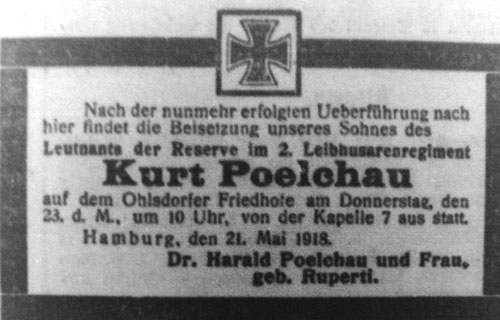 Nach der nunmehr erfolgten Ueberführung nach
hier findet die Beisetzung unseres Sohnes des
Leutnants der Reserve im 2. Leibhusarenregiment
Kurt Poelchau
auf dem Ohlsdorfer Friedhofe am Donnerstag, den
23. d. M., um 10 Uhr, von der Kapelle 7 aus statt.
Hamburg, den 21. Mai 1918.
Dr. Harald Poelchau und Frau,
geb. Ruperti.